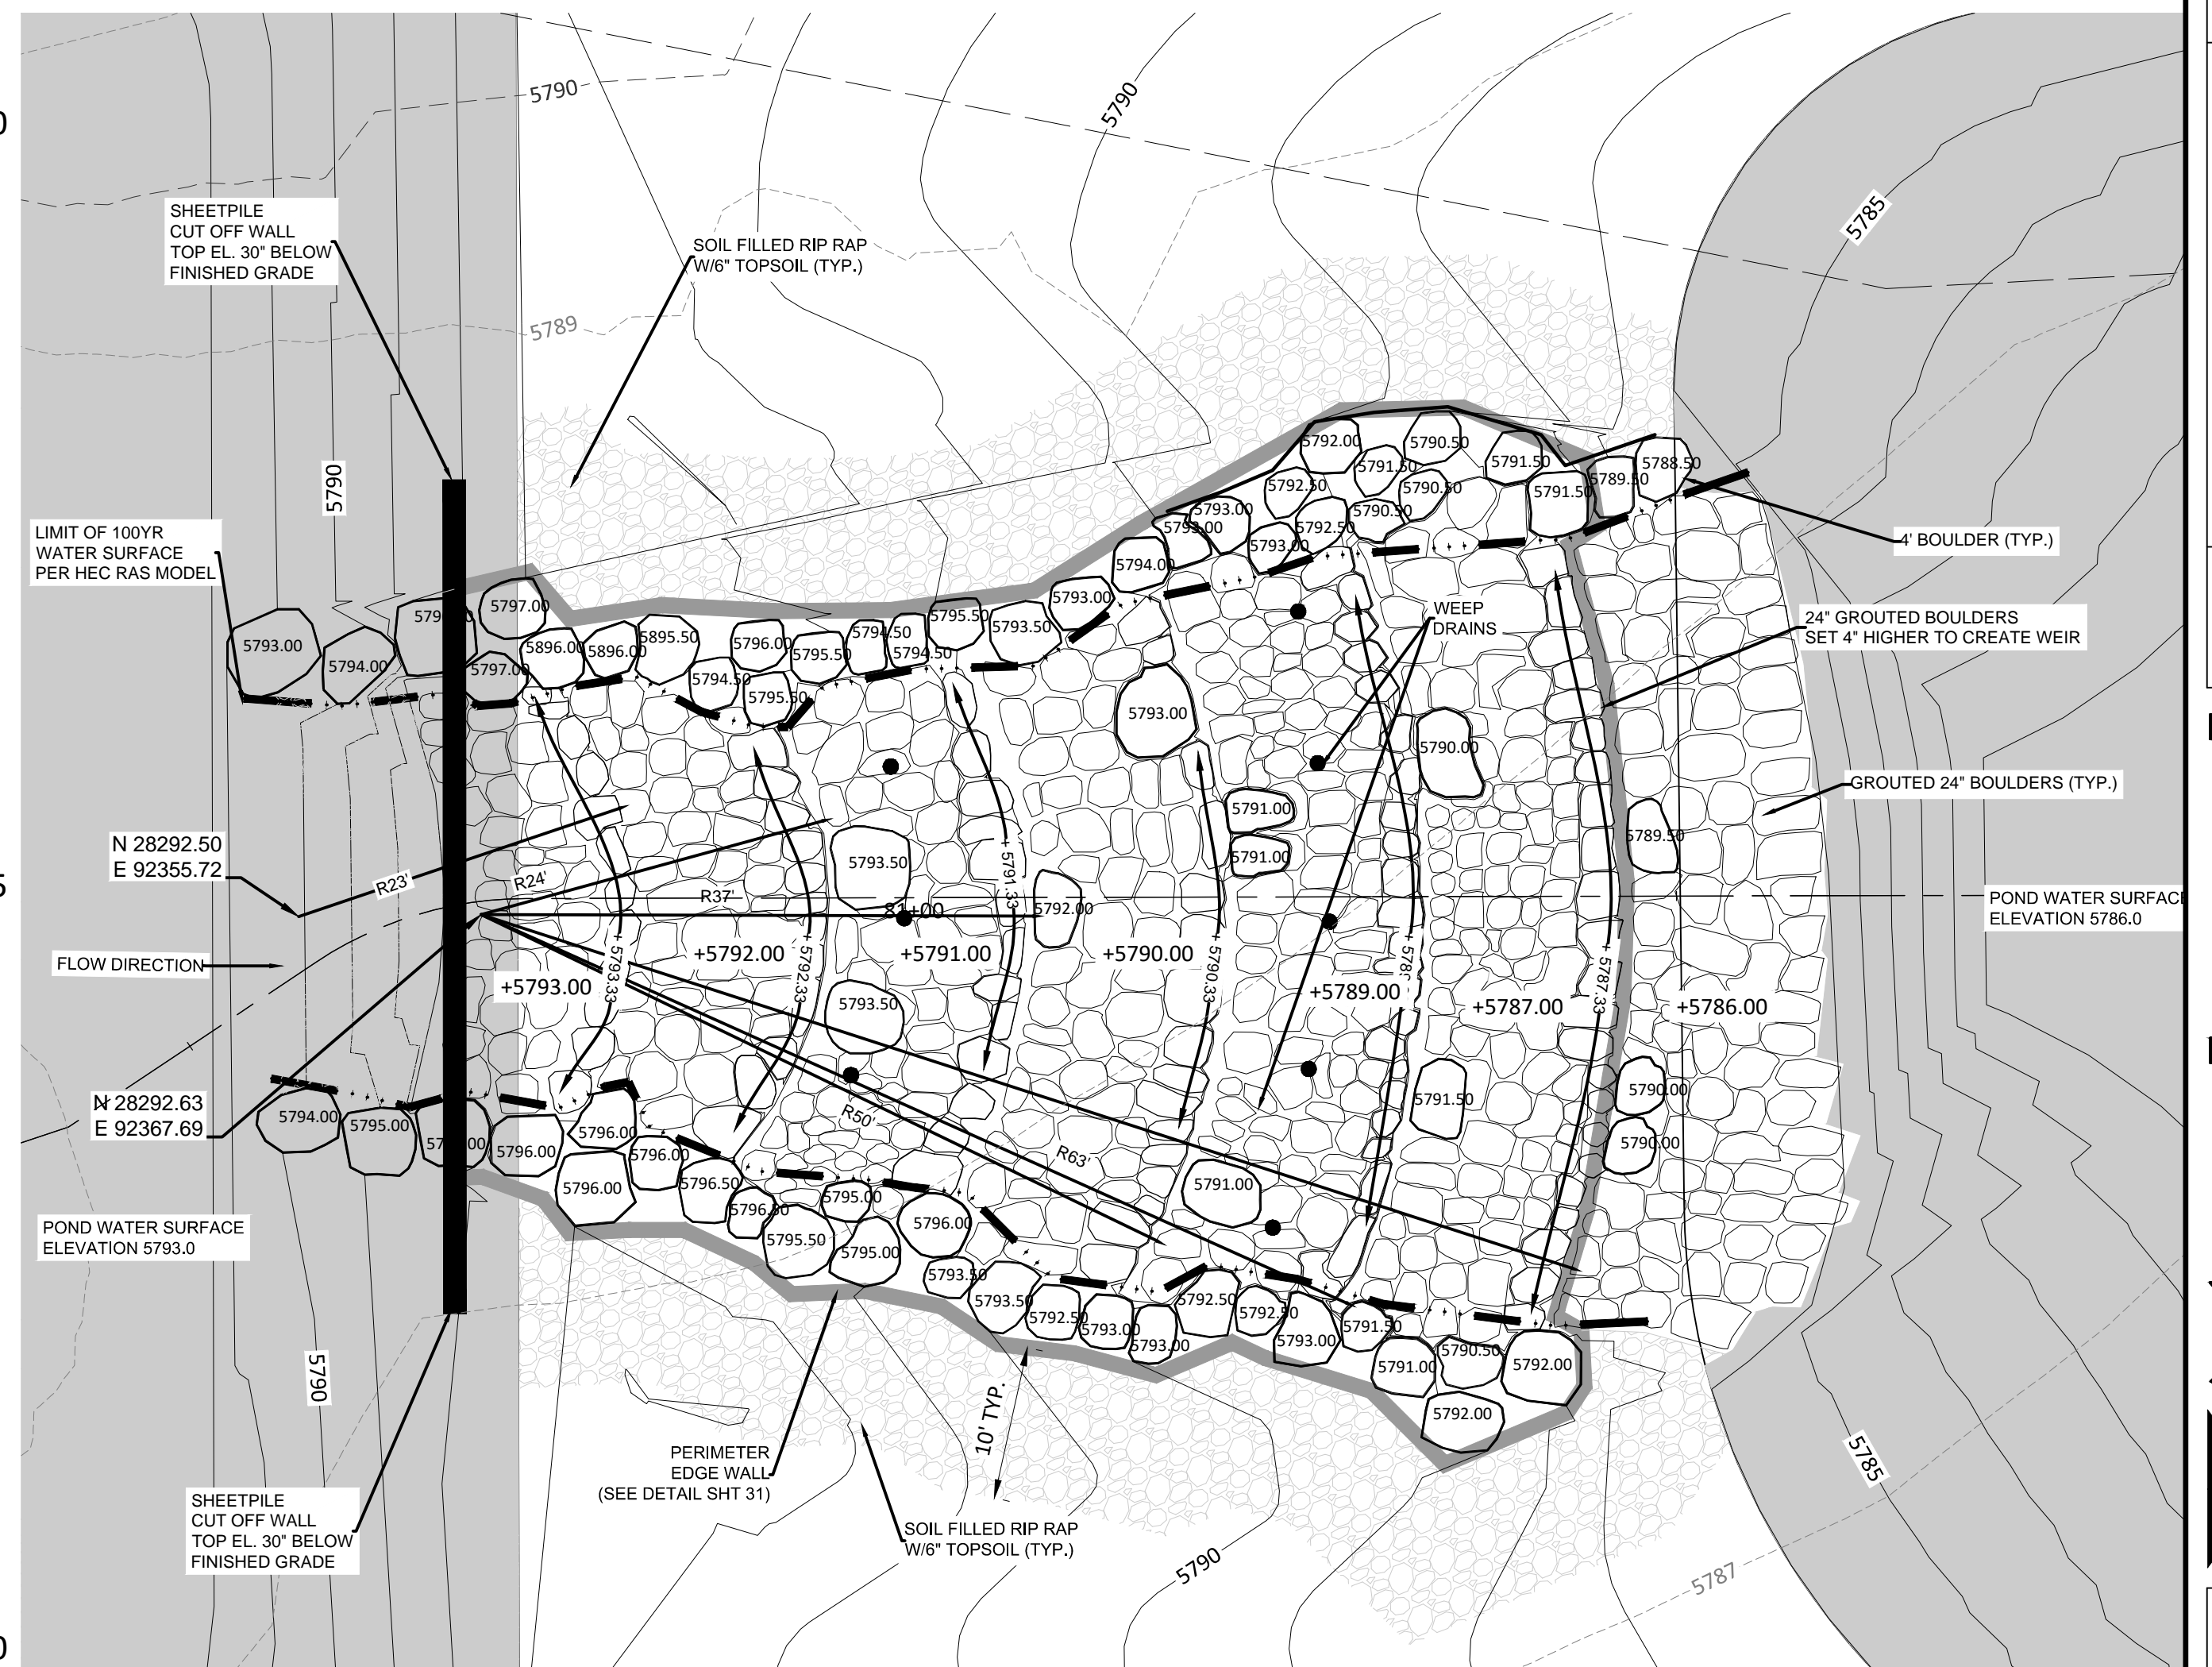 5790
5790
SHEETPILE
CUT OFF WALL
TOP EL. 30" BELOW
FINISHED GRADE
5785
SOIL FILLED RIP RAP
W/6" TOPSOIL (TYP.)
5789
5790
LIMIT OF 100YR
WATER SURFACE
PER HEC RAS MODEL
5792.00
5790.50
5791.50
5791.50
5788.50
5789.50
5792.50
5790.50
5791.50
5793.00
5790.50
5793.00
5792.50
5793.00
5794.00
4' BOULDER (TYP.)
5793.00
5797.00
5795.50
5793.50
WEEP
DRAINS
24" GROUTED BOULDERS
SET 4" HIGHER TO CREATE WEIR
5793.00
5794.00
5797.00
5896.00
5896.00
5895.50
5796.00
5795.50
5794.50
5794.50
5794.50
5795.50
5793.00
5790.00
GROUTED 24" BOULDERS (TYP.)
5791.00
5791.00
5789.50
5793.50
N 28292.50
E 92355.72
R23'
R24'
R37'
81+00
5792.00
+ 5791.33
POND WATER SURFACE
ELEVATION 5786.0
FLOW DIRECTION
+5793.00
+ 5793.33
+5792.00
+ 5792.33
+5791.00
+5790.00
+ 5790.33
+5789.00
+5787.00
+ 5787.33
+5786.00
5793.50
N 28292.63
E 92367.69
R50'
R63'
5791.50
5790.00
5790.00
5794.00
5795.00
5796.00
5796.00
5796.00
5796.00
5796.50
5796.50
5795.00
5795.50
5795.00
5796.00
5791.00
5793.50
5793.50
5792.50
5793.00
5793.00
5792.50
5792.50
5793.00
5791.50
5791.00
5790.50
5792.00
5792.00
POND WATER SURFACE
ELEVATION 5793.0
5790
10' TYP.
PERIMETER
EDGE WALL
(SEE DETAIL SHT 31)
5785
SHEETPILE
CUT OFF WALL
TOP EL. 30" BELOW
FINISHED GRADE
SOIL FILLED RIP RAP
W/6" TOPSOIL (TYP.)
5790
5787